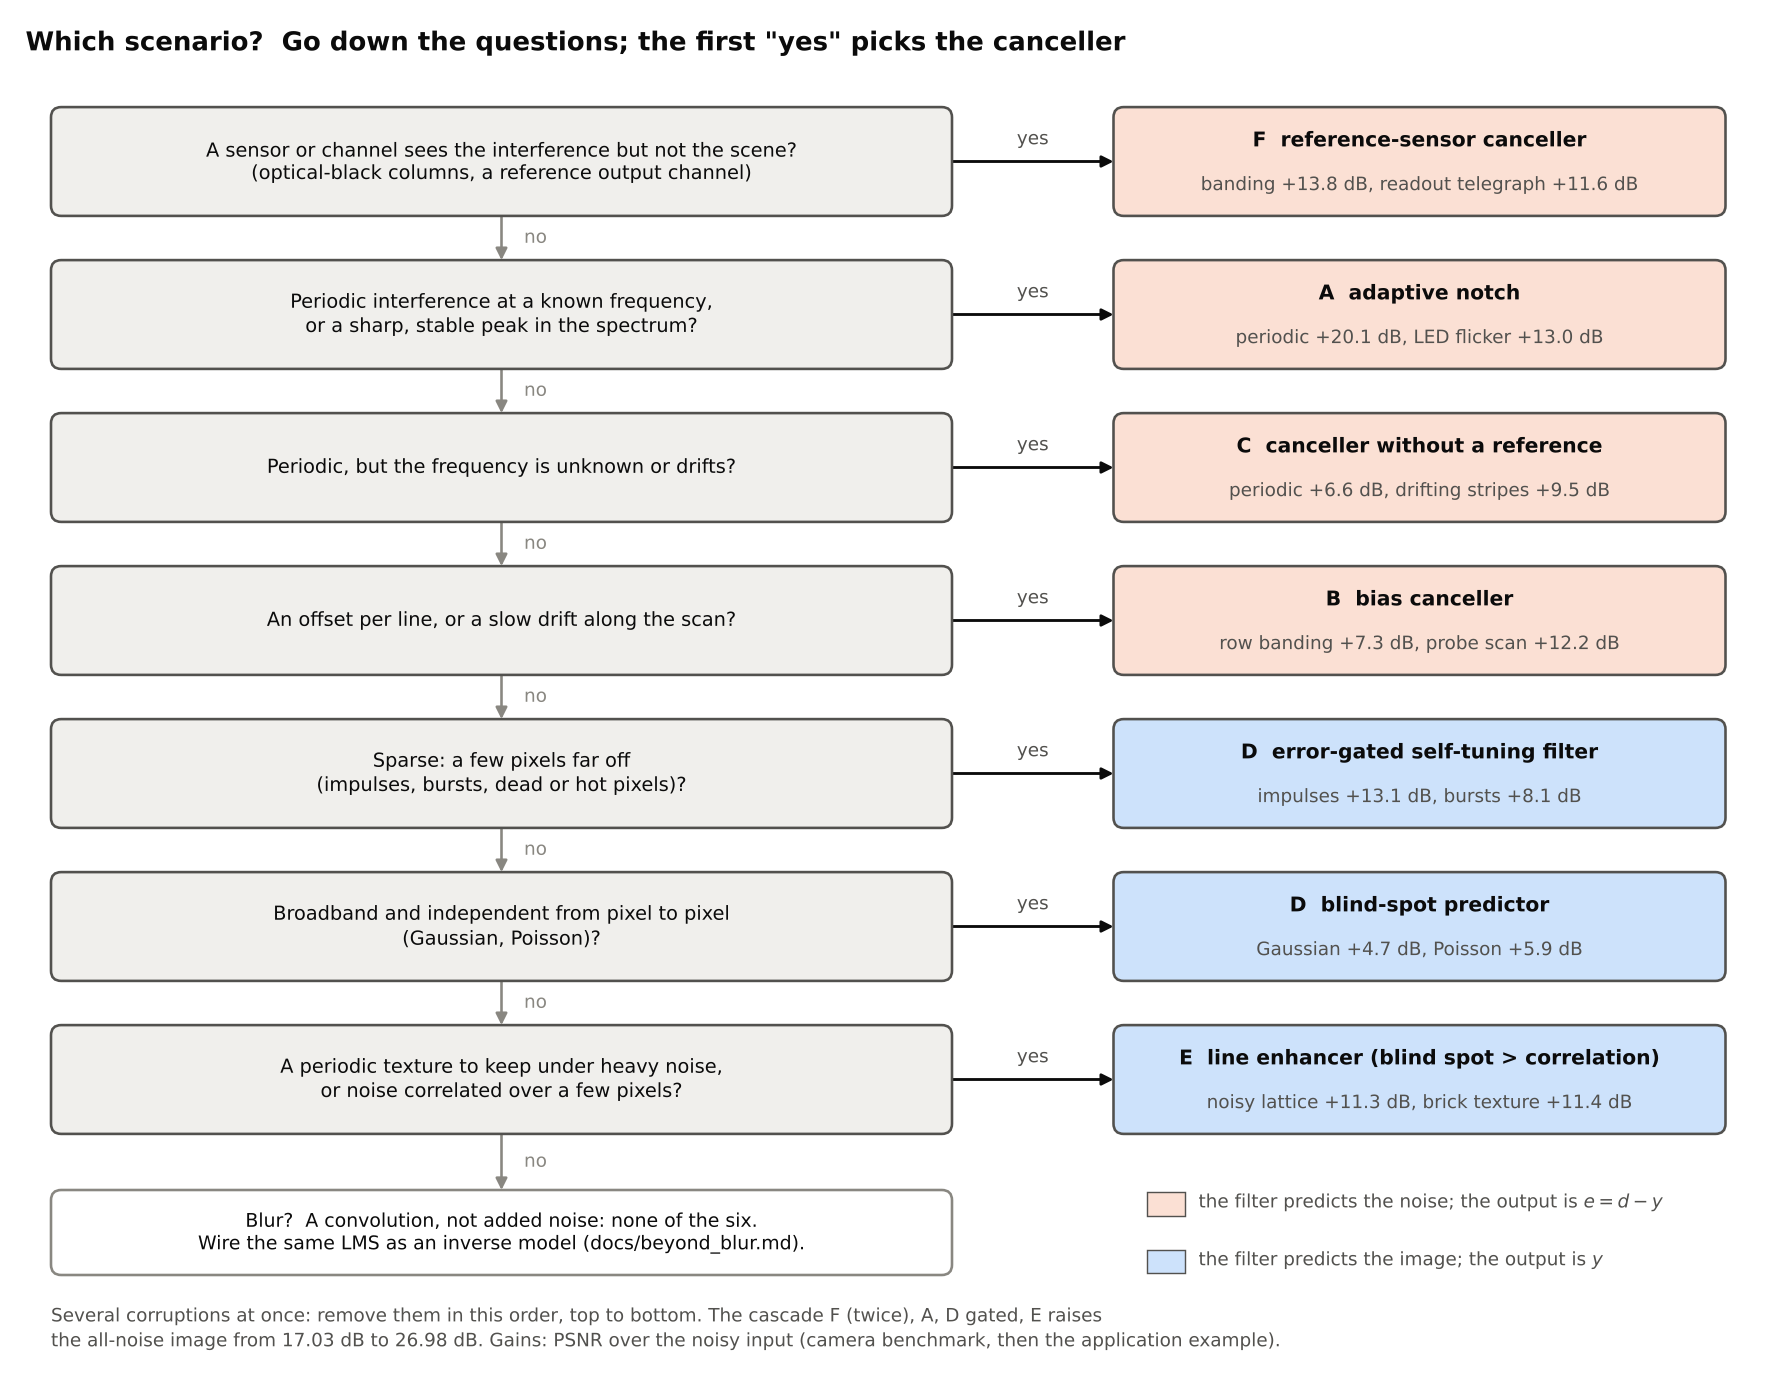 Which scenario?  Go down the questions; the first "yes" picks the canceller
A sensor or channel sees the interference but not the scene?
(optical-black columns, a reference output channel)
yes
F  reference-sensor canceller
banding +13.8 dB, readout telegraph +11.6 dB
no
Periodic interference at a known frequency,
or a sharp, stable peak in the spectrum?
yes
A  adaptive notch
periodic +20.1 dB, LED flicker +13.0 dB
no
Periodic, but the frequency is unknown or drifts?
yes
C  canceller without a reference
periodic +6.6 dB, drifting stripes +9.5 dB
no
An offset per line, or a slow drift along the scan?
yes
B  bias canceller
row banding +7.3 dB, probe scan +12.2 dB
no
Sparse: a few pixels far off
(impulses, bursts, dead or hot pixels)?
yes
D  error-gated self-tuning filter
impulses +13.1 dB, bursts +8.1 dB
no
Broadband and independent from pixel to pixel
(Gaussian, Poisson)?
yes
D  blind-spot predictor
Gaussian +4.7 dB, Poisson +5.9 dB
no
A periodic texture to keep under heavy noise,
or noise correlated over a few pixels?
yes
E  line enhancer (blind spot > correlation)
noisy lattice +11.3 dB, brick texture +11.4 dB
no
Blur?  A convolution, not added noise: none of the six.
Wire the same LMS as an inverse model (docs/beyond_blur.md).
the filter predicts the noise; the output is e = d − y
the filter predicts the image; the output is y
Several corruptions at once: remove them in this order, top to bottom. The cascade F (twice), A, D gated, E raises
the all-noise image from 17.03 dB to 26.98 dB. Gains: PSNR over the noisy input (camera benchmark, then the application example).